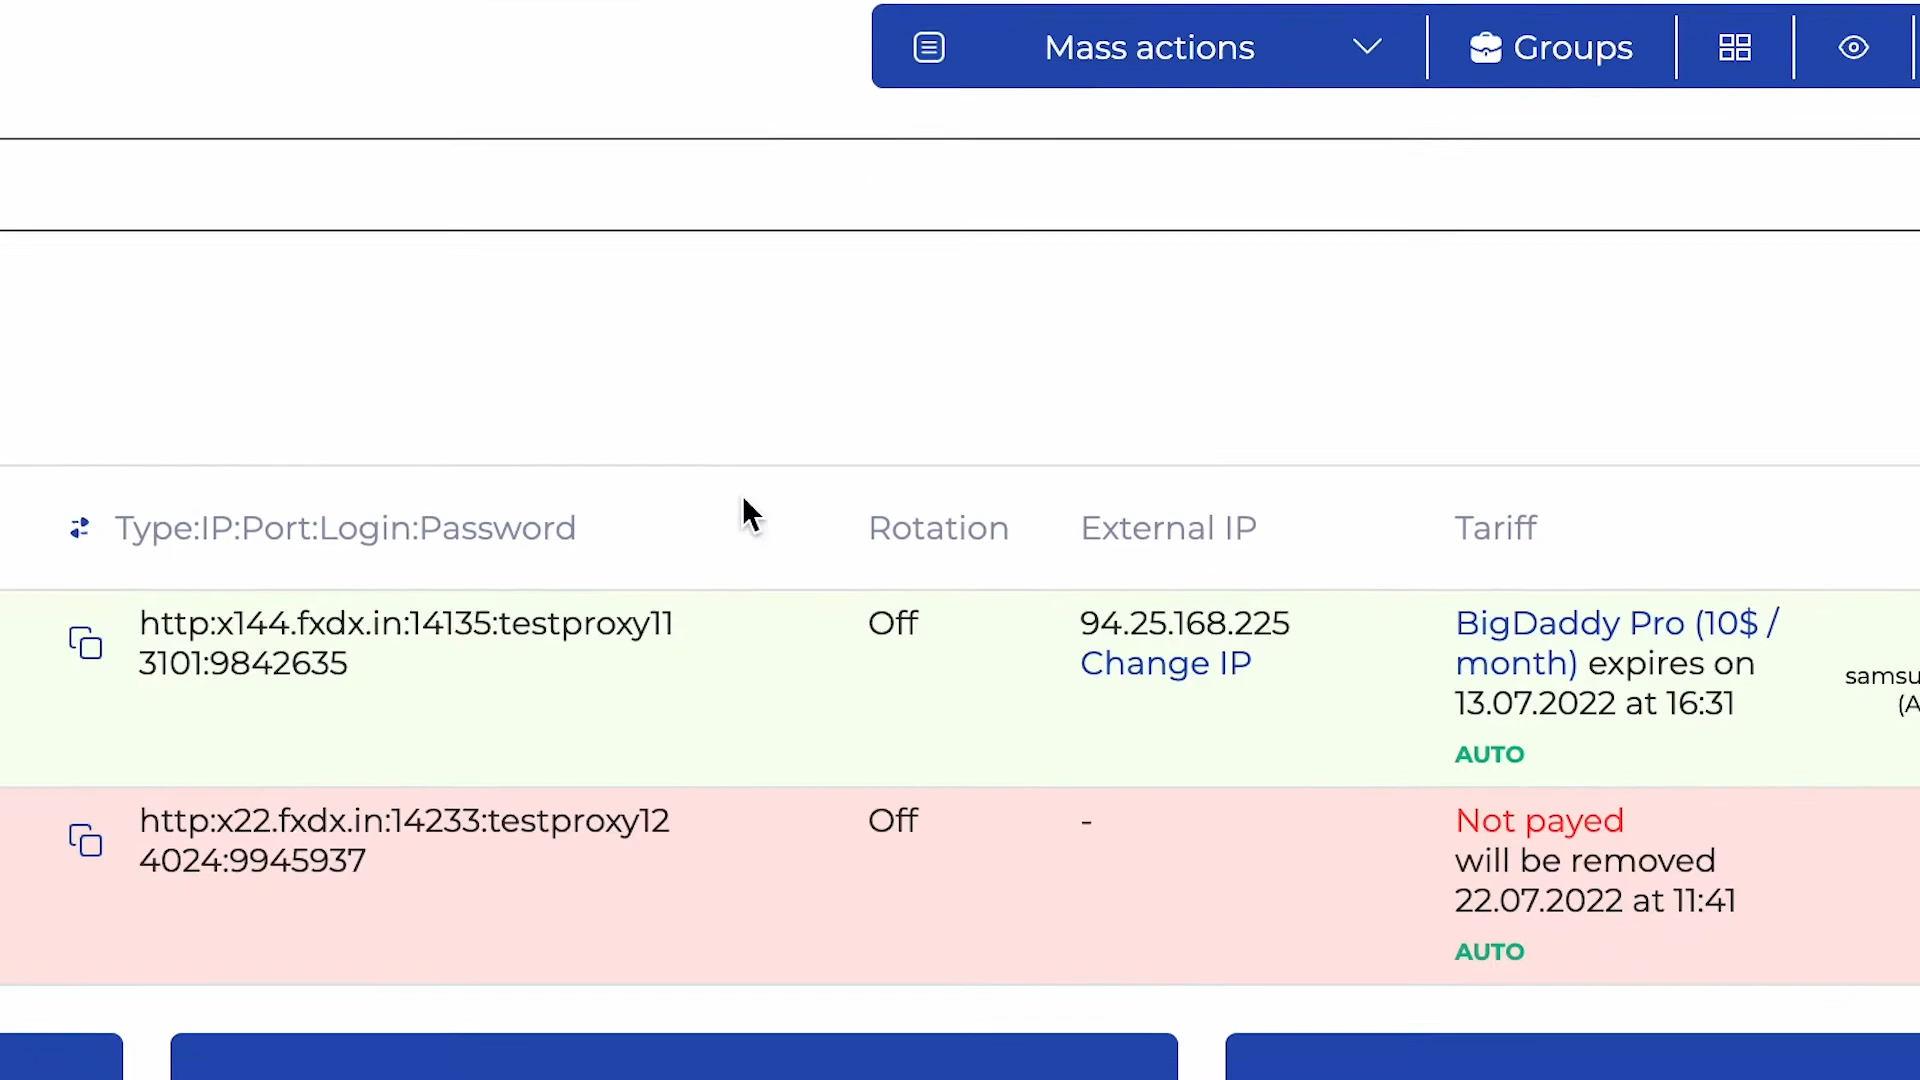 Mass actions
Groups
Type:IP:Port:Login:Password
Rotation
External IP
Tariff
http:x144.fxdx.in:14135:testproxy11
3101:9842635
Off
94.25.168.225
Change IP
BigDaddy Pro (10$ /
month) expires on
13.07.2022 at 16:31
AUTO
samsu
(A
http:x22.fxdx.in:14233:testproxy12
4024:9945937
Off
-
Not payed
will be removed
22.07.2022 at 11:41
AUTO